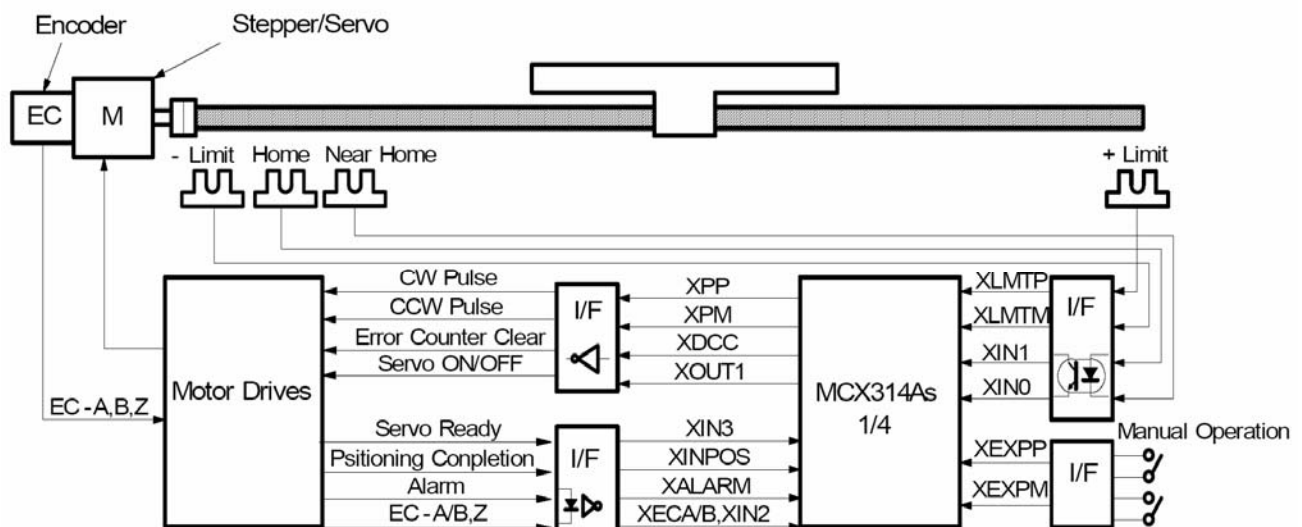 Encoder
Stepper/Servo
EC
M
- Limit
Home
Near Home
+ Limit
CW Pulse
CCW Pulse
Error Counter Clear
Servo ON/OFF
Motor Drives
EC-A,B,Z
I/F
XPP
XPM
XDCC
XOUT1
MCX314As
1/4
XLMTP
XLMTM
XIN1
XIN0
I/F
Servo Ready
Psitioning Conpletion
Alarm
EC-A/B,Z
I/F
XIN3
XINPOS
XALARM
XECA/B,XIN2
XEXPP
XEXPM
I/F
Manual Operation